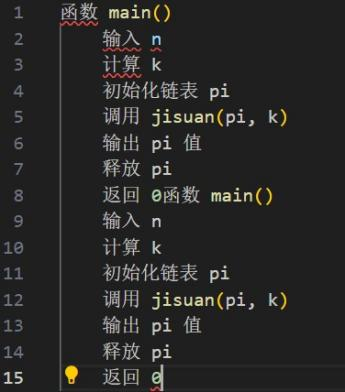 1 函数 main()
2 输入 n
3 计算 k
4 初始化链表 pi
5 调用 jisuan(pi, k)
6 输出 pi 值
7 释放 pi
8 返回 0函数 main()
9 输入 n
10 计算 k
11 初始化链表 pi
12 调用 jisuan(pi, k)
13 输出 pi 值
14 释放 pi
15 返回 0